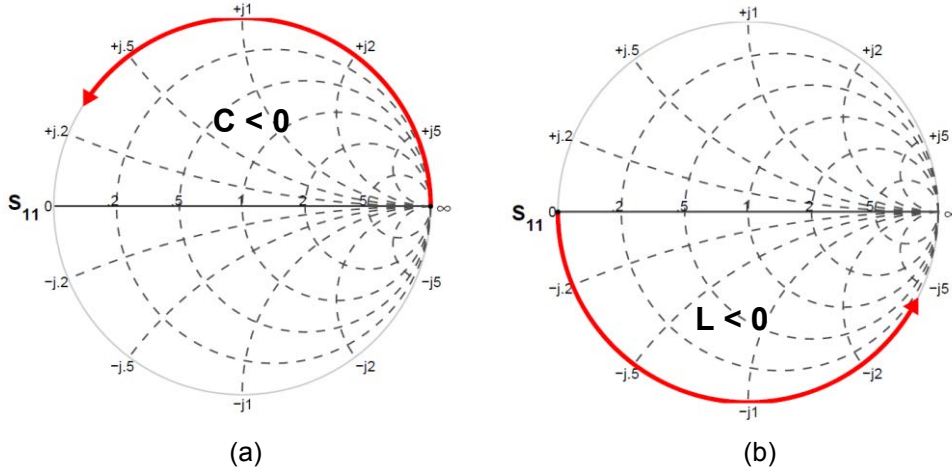 +j1
+j.5
+j2
C < 0
+j.2
+j5
S11 0 .2 .5 1 2 5 ∞
−j.2
−j5
−j.5
−j2
−j1
(a)
+j1
+j.5
+j2
+j.2
+j5
S11 0 .2 .5 1 2 5 ∞
−j.2
−j5
L < 0
−j.5
−j2
−j1
(b)